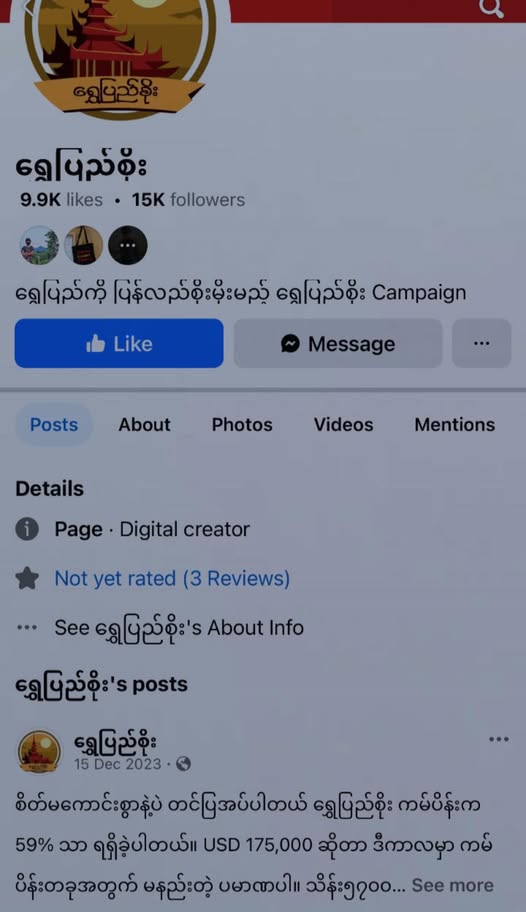 ရွှေပြည်စိုး
ရွှေပြည်စိုး
9.9K likes • 15K followers
ရွှေပြည်ကို ပြန်လည်စိုးမိုးမည့် ရွှေပြည်စိုး Campaign
Like
Message
Posts About Photos Videos Mentions
Details
Page · Digital creator
Not yet rated (3 Reviews)
See ရွှေပြည်စိုး's About Info
ရွှေပြည်စိုး's posts
ရွှေပြည်စိုး
15 Dec 2023 ·
စိတ်မကောင်းစွာနဲ့ပဲ တင်ပြအပ်ပါတယ် ရွှေပြည်စိုး ကမ်ပိန်းက
59% သာ ရရှိခဲ့ပါတယ်။ USD 175,000 ဆိုတာ ဒီကာလမှာ ကမ်
ပိန်းတခုအတွက် မနည်းတဲ့ ပမာဏပါ။ သိန်း၅၇၀၀... See more